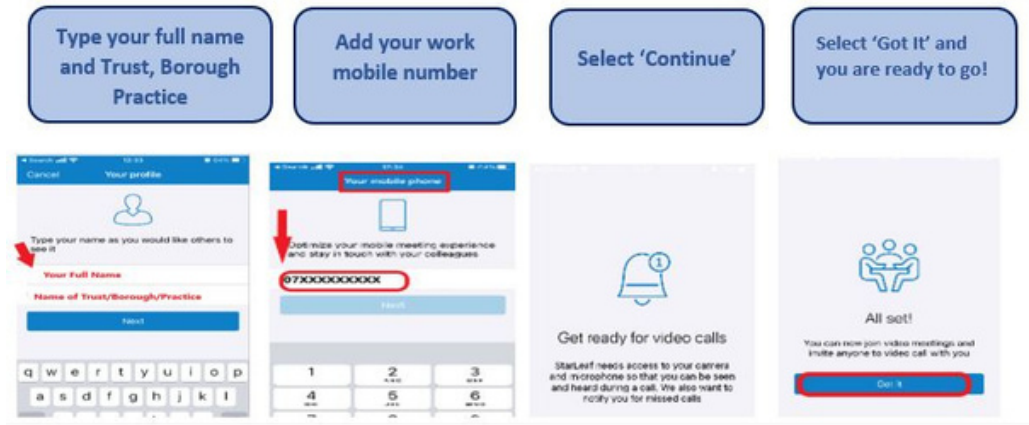 Type your full name
and Trust, Borough
Practice
Add your work
mobile number
Select 'Continue'
Select 'Got It' and
you are ready to go!
Search
Cancel
Your profile
Type your name as you would like others to
see it
Your Full Name
Name of Trust/Borough/Practice
Next
q w e r t y u i o p
a s d f g h j k l
Your mobile phone
Optimize your mobile meeting experience
and stay in touch with your colleagues
07XXXXXXXXX
Next
1 2 3
4 5 6
Get ready for video calls
StarLeaf needs access to your camera
and microphone so that you can be seen
and heard during a call. We also want to
notify you for missed calls
All set!
You can now join video meetings and
invite anyone to video call with you
Got it